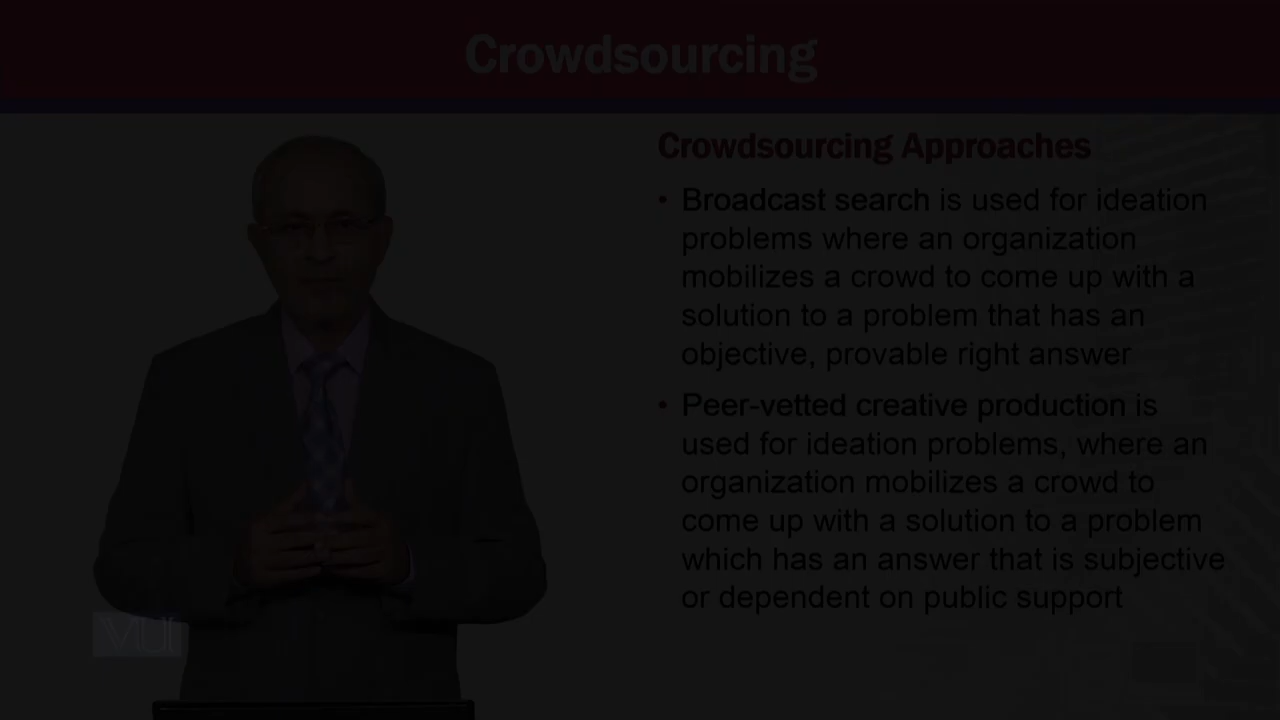 Crowdsourcing
Crowdsourcing Approaches
• Broadcast search is used for ideation
problems where an organization
mobilizes a crowd to come up with a
solution to a problem that has an
objective, provable right answer
• Peer-vetted creative production is
used for ideation problems, where an
organization mobilizes a crowd to
come up with a solution to a problem
which has an answer that is subjective
or dependent on public support
VU